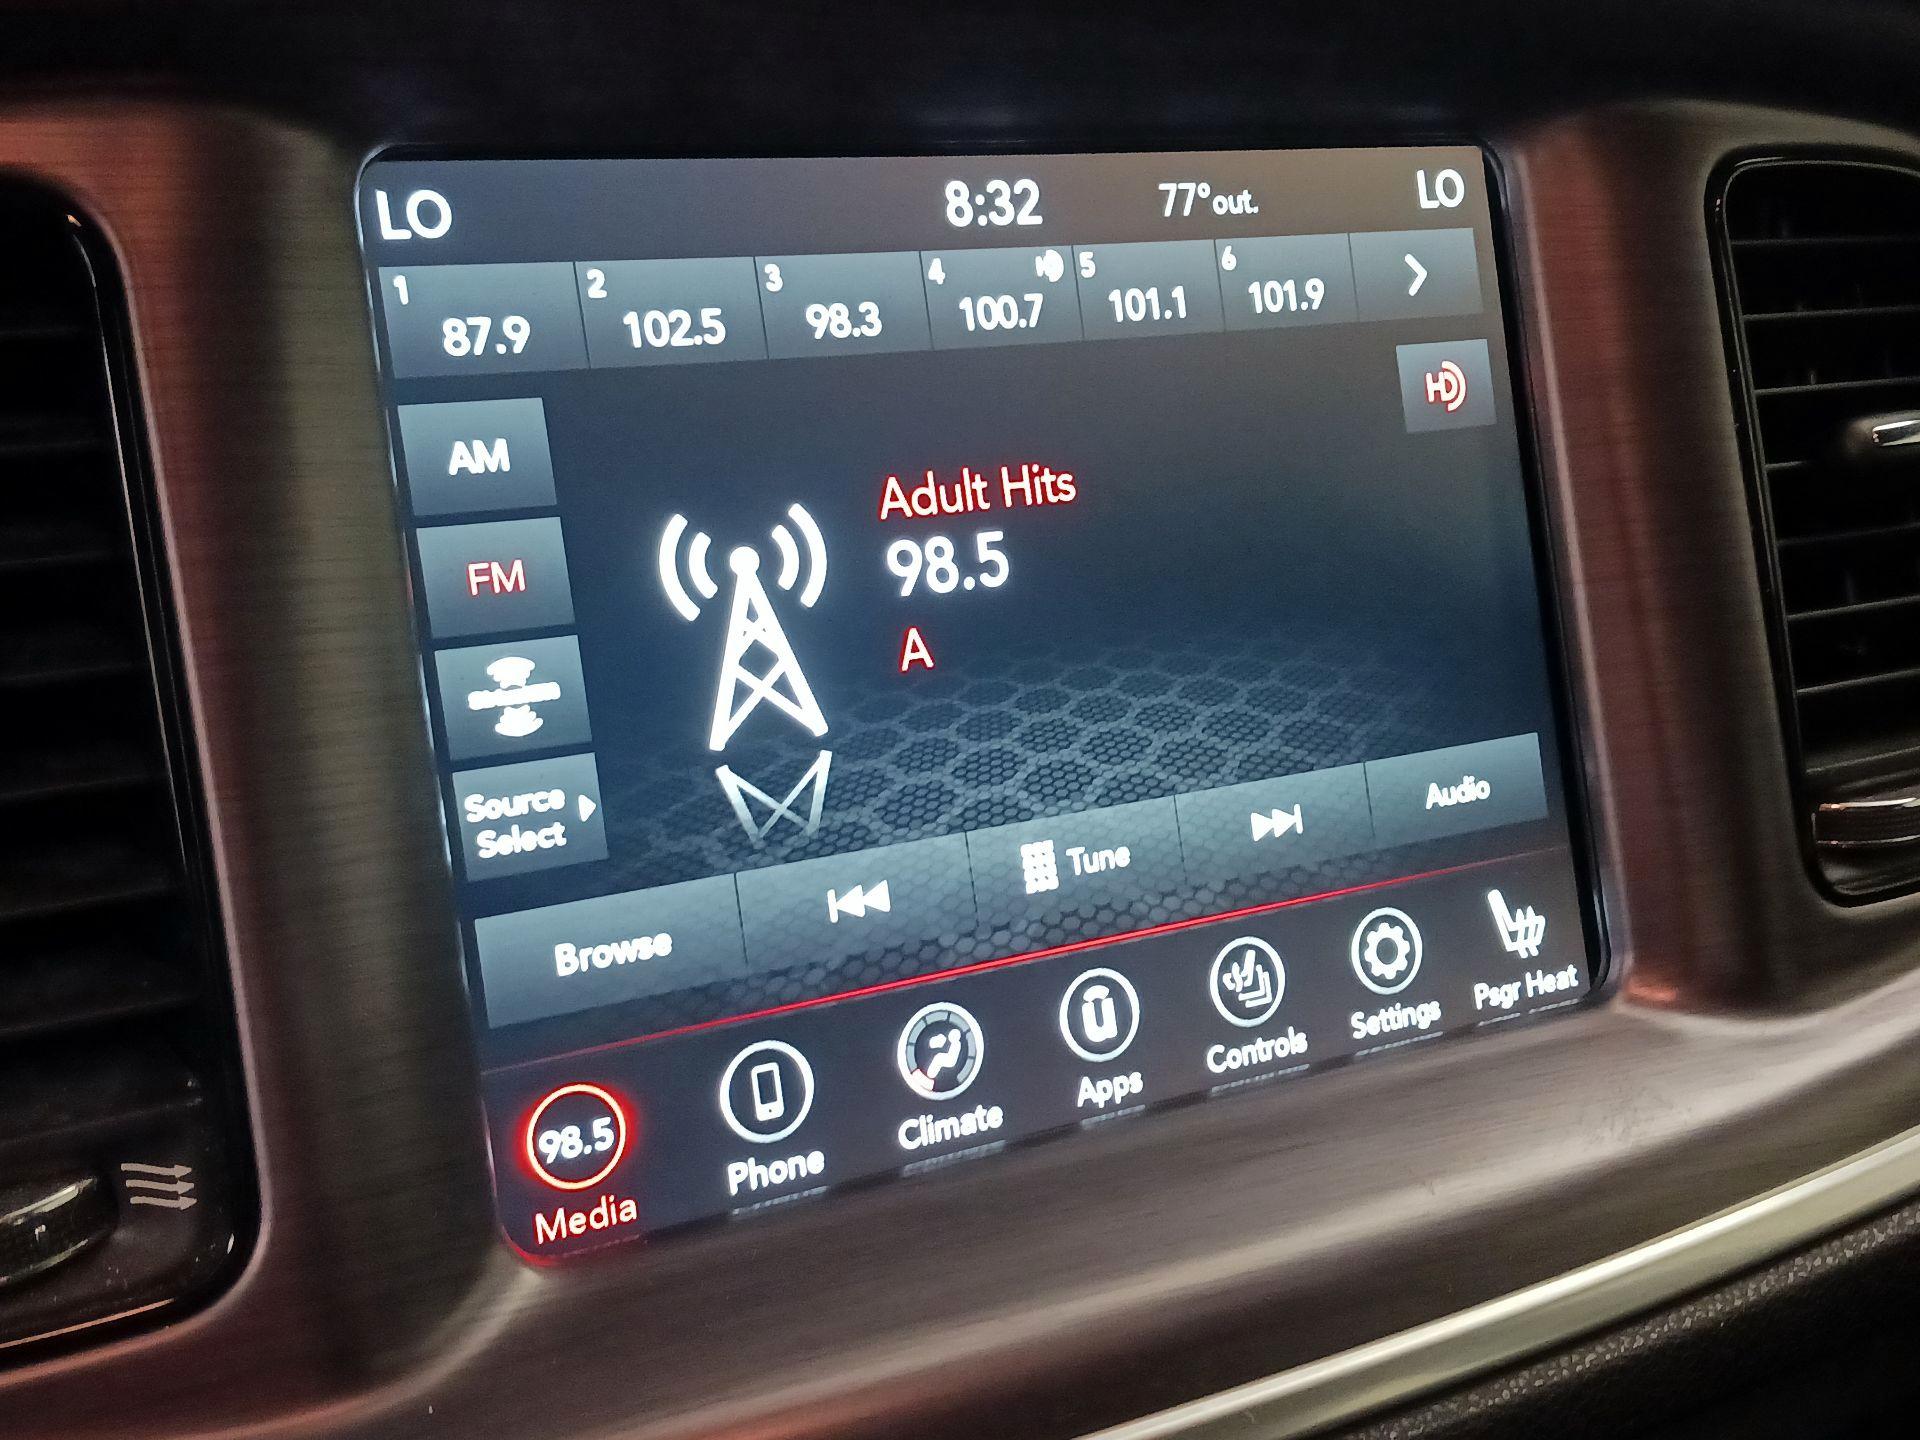 LO 8:32 77° out. LO
1 2 3 4 HD 5 6
87.9 102.5 98.3 100.7 101.1 101.9
HD
AM
Adult Hits
98.5
FM
A
Source
Select
Browse Tune Audio
98.5
Media Phone Climate Apps Controls Settings Psgr Heat